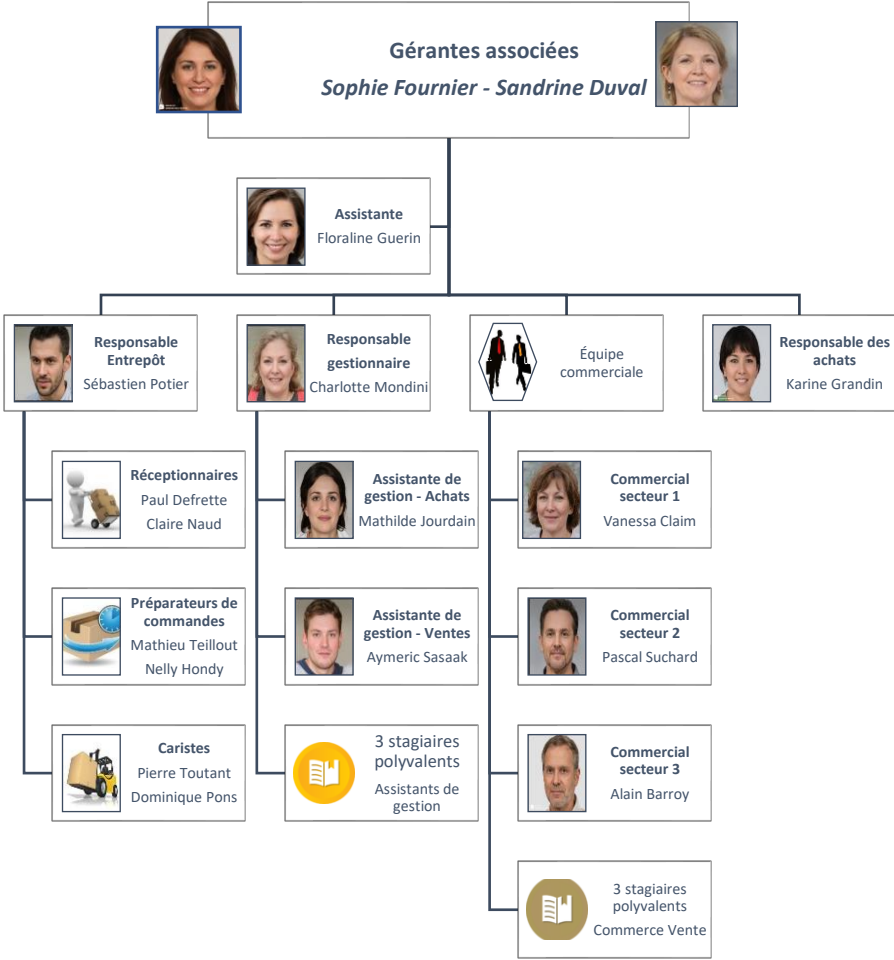 Gérantes associées
Sophie Fournier - Sandrine Duval
Assistante
Floraline Guerin
Responsable
Entrepôt
Sébastien Potier
Responsable
gestionnaire
Charlotte Mondini
Équipe
commerciale
Responsable des
achats
Karine Grandin
Réceptionnaires
Paul Defrette
Claire Naud
Assistante de
gestion - Achats
Mathilde Jourdain
Commercial
secteur 1
Vanessa Claim
Préparateurs de
commandes
Mathieu Teillout
Nelly Hondy
Assistante de
gestion - Ventes
Aymeric Sasaak
Commercial
secteur 2
Pascal Suchard
Caristes
Pierre Toutant
Dominique Pons
3 stagiaires
polyvalents
Assistants de
gestion
Commercial
secteur 3
Alain Barroy
3 stagiaires
polyvalents
Commerce Vente